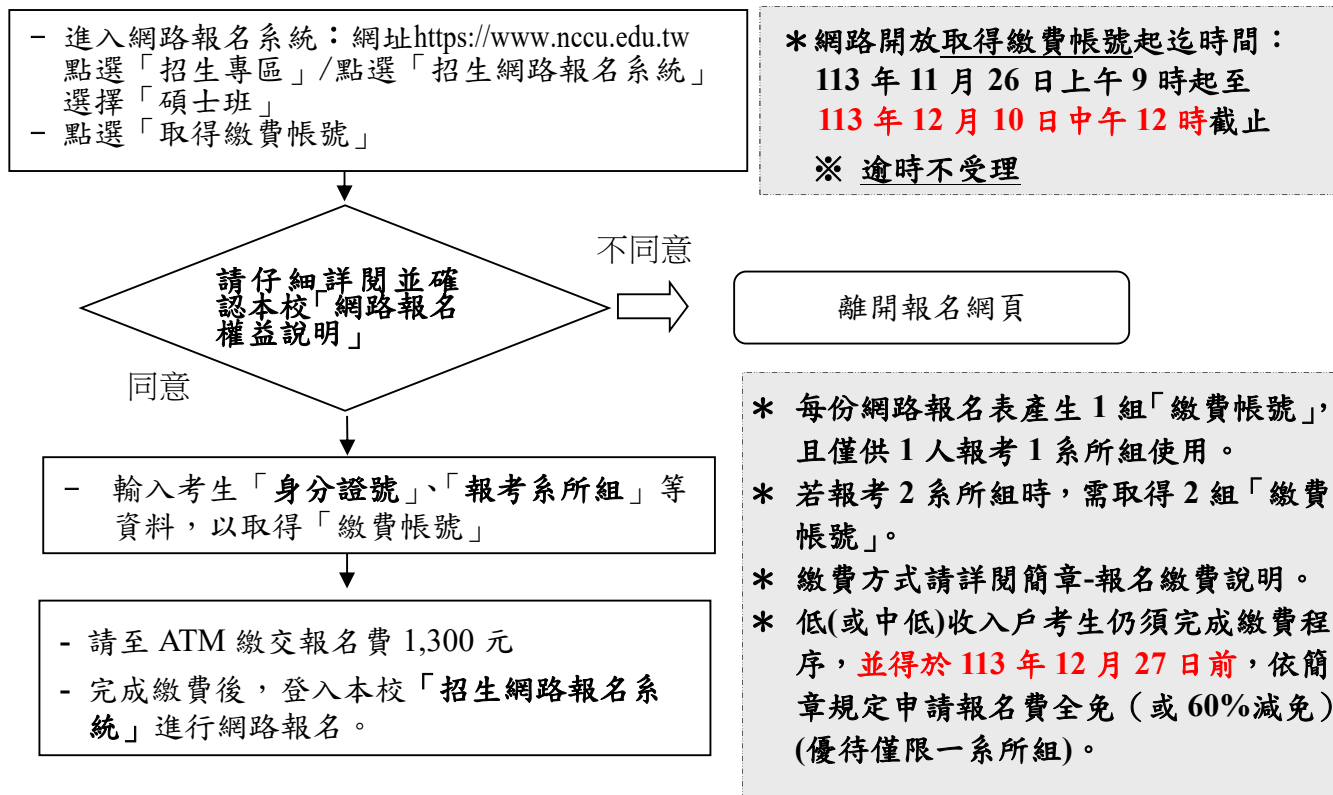 - 進入網路報名系統：網址https://www.nccu.edu.tw
點選「招生專區」/點選「招生網路報名系統」
選擇「碩士班」
- 點選「取得繳費帳號」
＊網路開放取得繳費帳號起迄時間：
113 年 11 月 26 日上午 9 時起至
113 年 12 月 10 日中午 12 時截止
※ 逾時不受理
請仔細詳閱並確
認本校「網路報名
權益說明」
不同意
離開報名網頁
同意
- 輸入考生「身分證號」、「報考系所組」等
資料，以取得「繳費帳號」
- 請至 ATM 繳交報名費 1,300 元
- 完成繳費後，登入本校「招生網路報名系
統」進行網路報名。
＊ 每份網路報名表產生 1 組「繳費帳號」，
且僅供 1 人報考 1 系所組使用。
＊ 若報考 2 系所組時，需取得 2 組「繳費
帳號」。
＊ 繳費方式請詳閱簡章-報名繳費說明。
＊ 低(或中低)收入戶考生仍須完成繳費程
序，並得於 113 年 12 月 27 日前，依簡
章規定申請報名費全免（或 60%減免）
(優待僅限一系所組)。